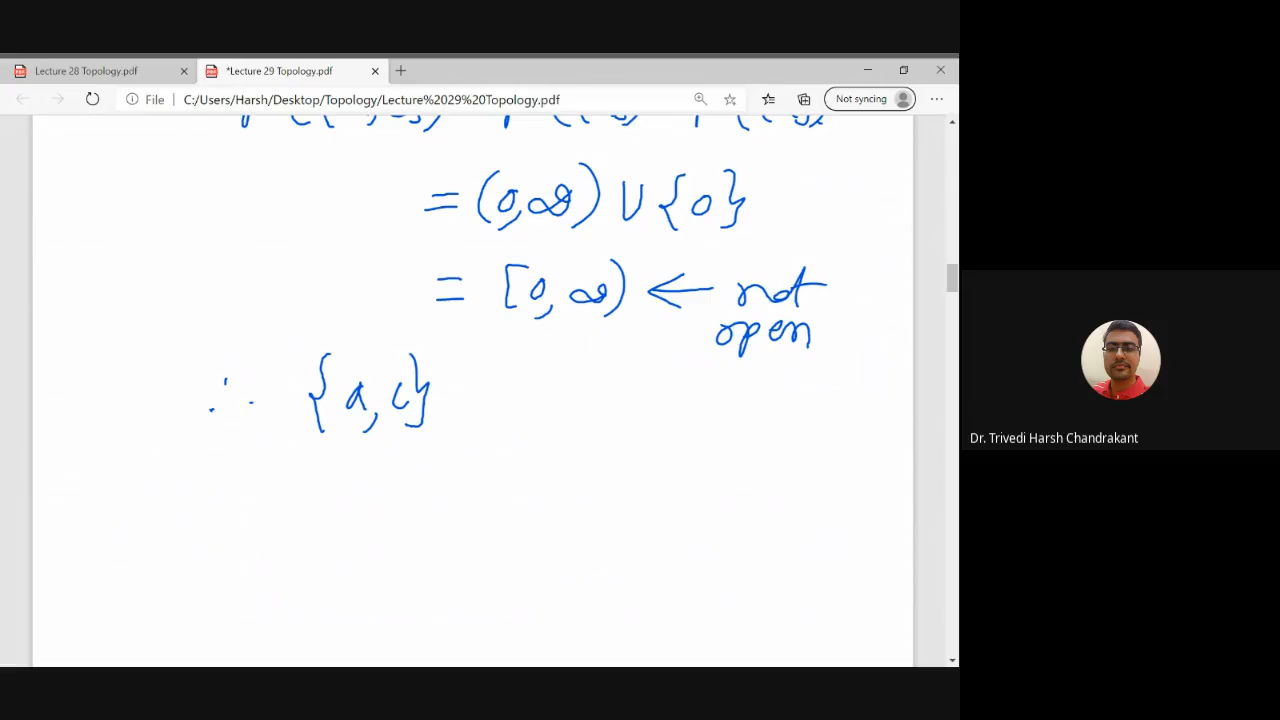 Lecture 28 Topology.pdf
*Lecture 29 Topology.pdf
File
C:/Users/Harsh/Desktop/Topology/Lecture%2029%20Topology.pdf
Not syncing
= (0,∞) ∪ {0}
= [0,∞) ← not
open
∴ {a,c}
Dr. Trivedi Harsh Chandrakant